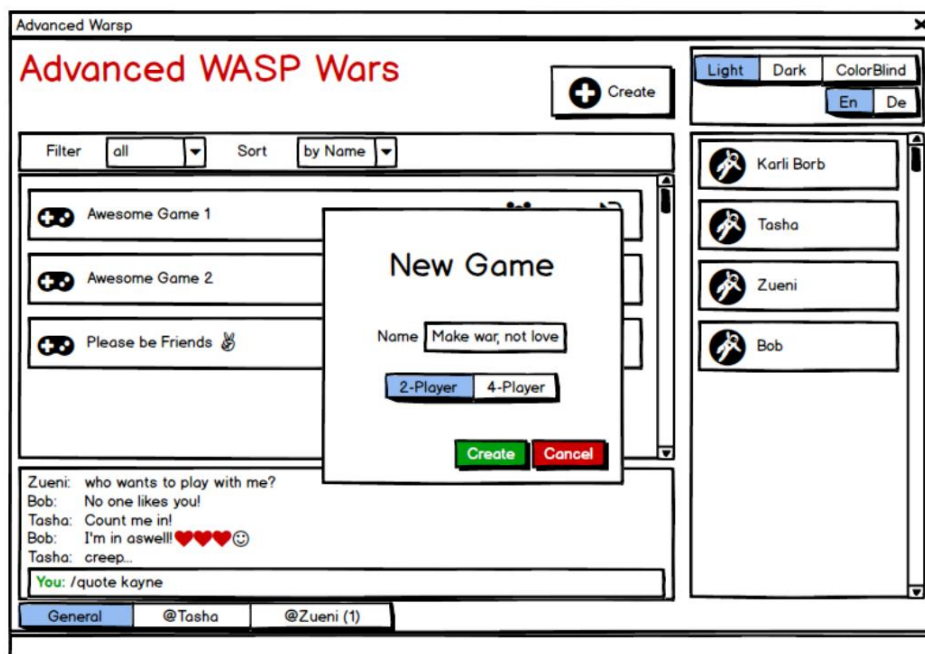 Advanced Warsp
Advanced WASP Wars
Create
Light Dark ColorBlind
En De
Filter all Sort by Name
Awesome Game 1
Awesome Game 2
Please be Friends ✌
New Game
Name Make war, not love
2-Player 4-Player
Create Cancel
Karli Borb
Tasha
Zueni
Bob
Zueni: who wants to play with me?
Bob: No one likes you!
Tasha: Count me in!
Bob: I'm in aswell!❤❤❤☺
Tasha: creep...
You: /quote kayne
General @Tasha @Zueni (1)